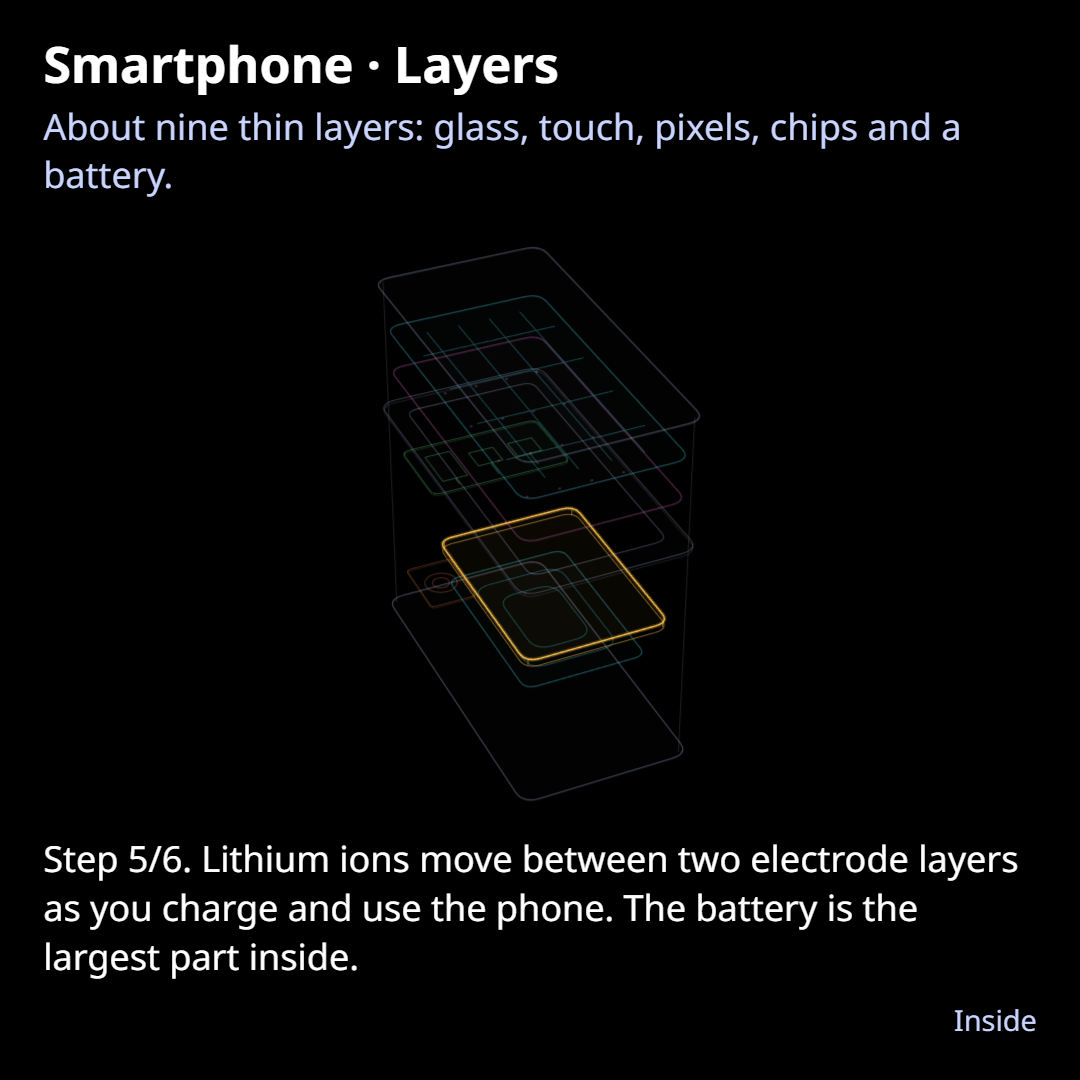 Smartphone · Layers
About nine thin layers: glass, touch, pixels, chips and a
battery.
Step 5/6. Lithium ions move between two electrode layers
as you charge and use the phone. The battery is the
largest part inside.
Inside